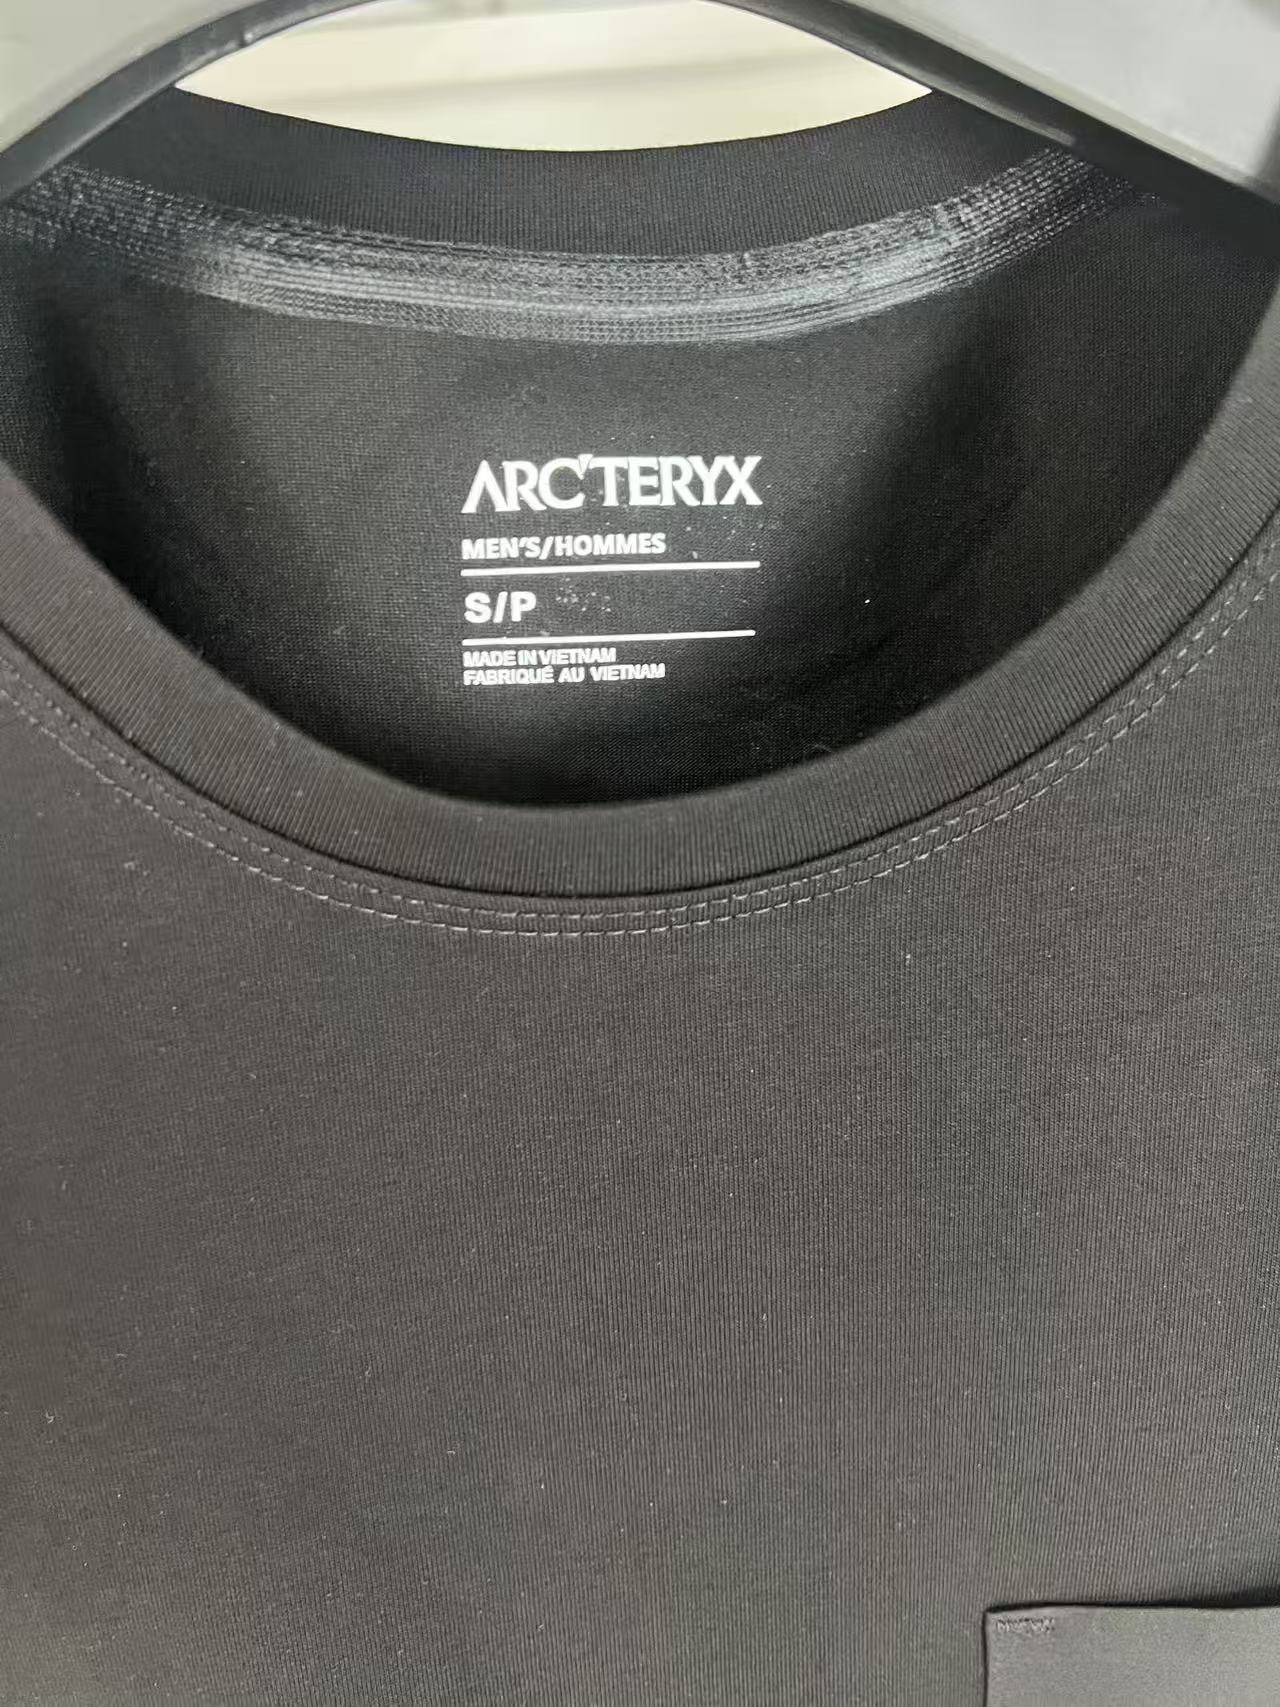 ARC'TERYX
MEN'S/HOMMES
S/P
MADE IN VIETNAM
FABRIQUÉ AU VIETNAM